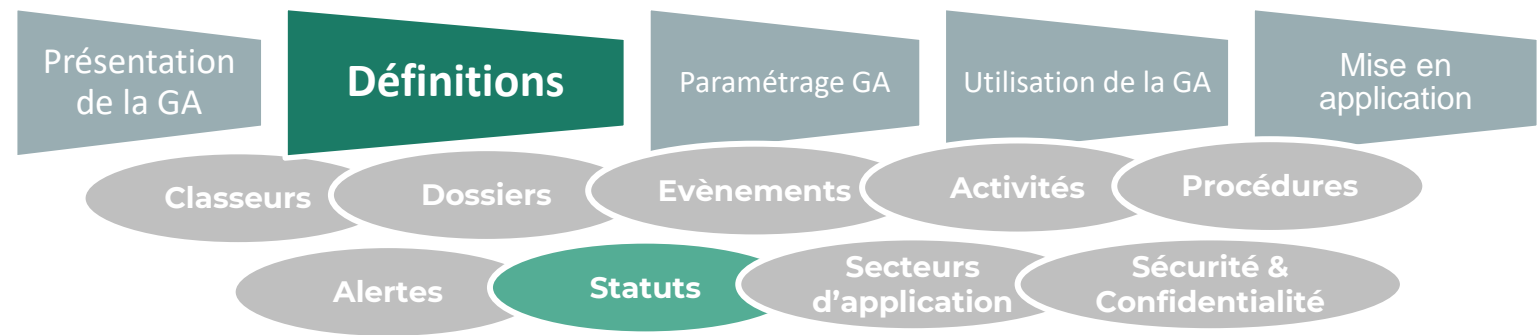 Présentation
de la GA
Définitions
Paramétrage GA
Utilisation de la GA
Mise en
application
Classeurs
Dossiers
Evènements
Activités
Procédures
Alertes
Statuts
Secteurs
d’application
Sécurité &
Confidentialité